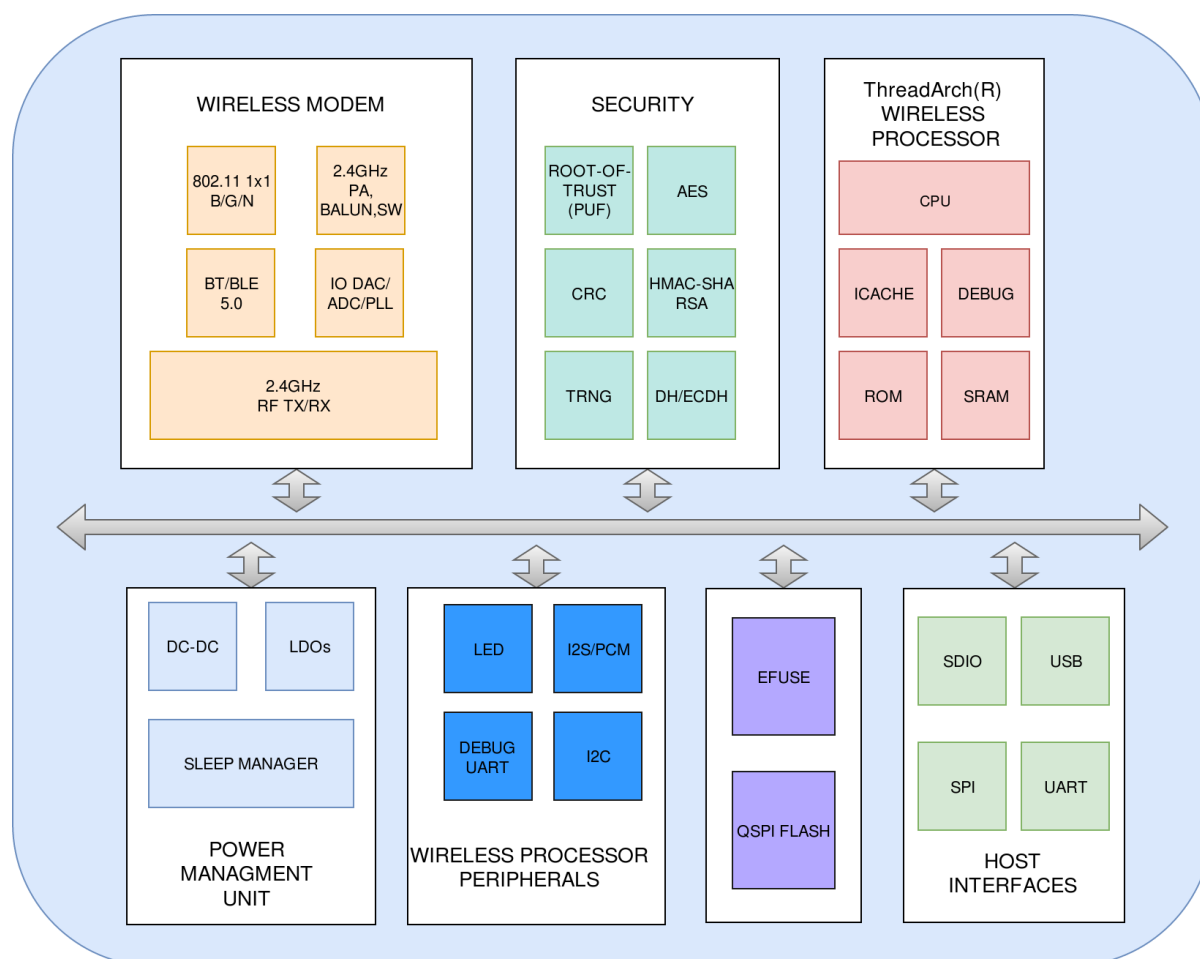 WIRELESS MODEM
802.11 1x1
B/G/N
2.4GHz
PA,
BALUN,SW
BT/BLE
5.0
IO DAC/
ADC/PLL
2.4GHz
RF TX/RX
SECURITY
ROOT-OF-
TRUST
(PUF)
AES
CRC
HMAC-SHA
RSA
TRNG
DH/ECDH
ThreadArch(R)
WIRELESS
PROCESSOR
CPU
ICACHE
DEBUG
ROM
SRAM
DC-DC
LDOs
SLEEP MANAGER
POWER
MANAGMENT
UNIT
LED
I2S/PCM
DEBUG
UART
I2C
WIRELESS PROCESSOR
PERIPHERALS
EFUSE
QSPI FLASH
SDIO
USB
SPI
UART
HOST
INTERFACES